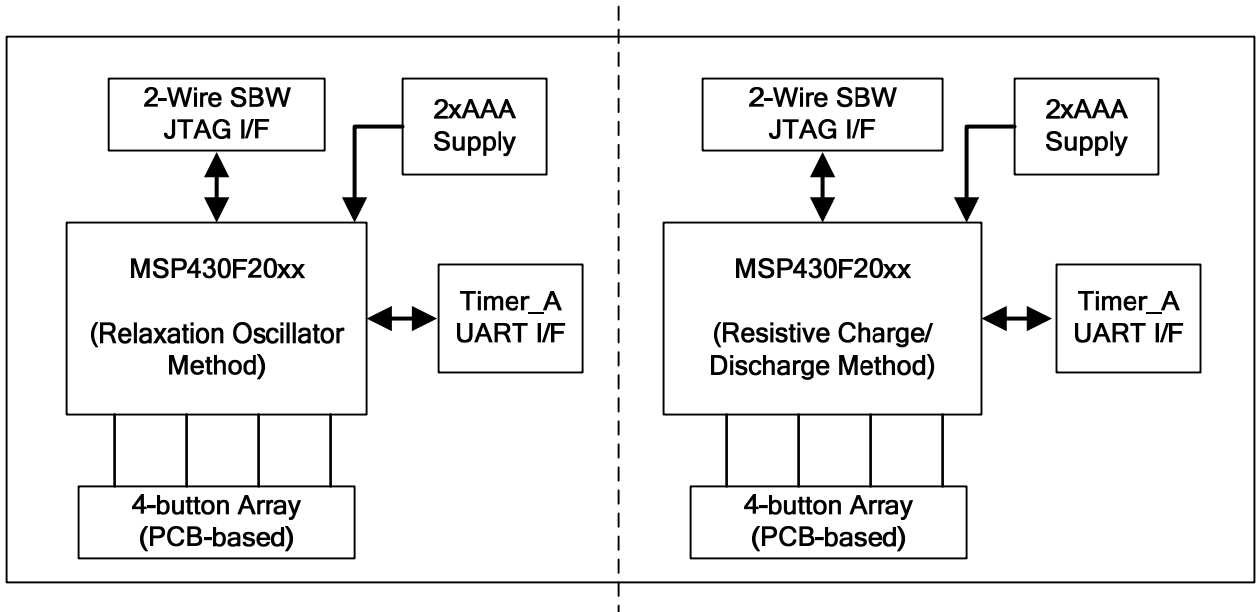 2-Wire SBW
JTAG I/F
2xAAA
Supply
MSP430F20xx
(Relaxation Oscillator
Method)
Timer_A
UART I/F
4-button Array
(PCB-based)
2-Wire SBW
JTAG I/F
2xAAA
Supply
MSP430F20xx
(Resistive Charge/
Discharge Method)
Timer_A
UART I/F
4-button Array
(PCB-based)